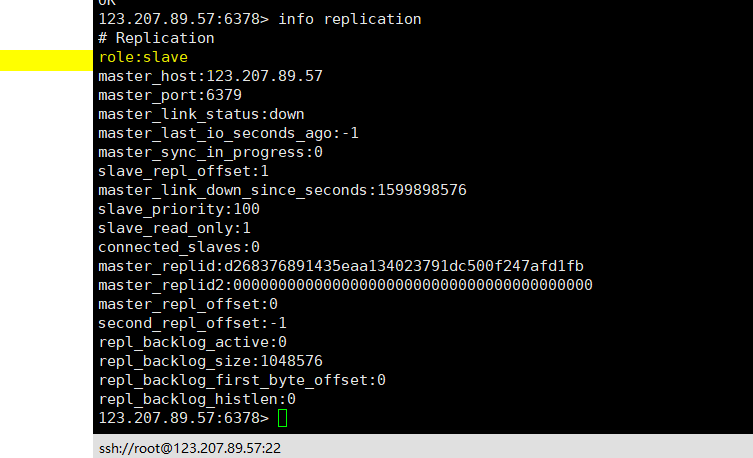 OK
123.207.89.57:6378> info replication
# Replication
role:slave
master_host:123.207.89.57
master_port:6379
master_link_status:down
master_last_io_seconds_ago:-1
master_sync_in_progress:0
slave_repl_offset:1
master_link_down_since_seconds:1599898576
slave_priority:100
slave_read_only:1
connected_slaves:0
master_replid:d268376891435eaa134023791dc500f247afd1fb
master_replid2:0000000000000000000000000000000000000000
master_repl_offset:0
second_repl_offset:-1
repl_backlog_active:0
repl_backlog_size:1048576
repl_backlog_first_byte_offset:0
repl_backlog_histlen:0
123.207.89.57:6378>
ssh://root@123.207.89.57:22